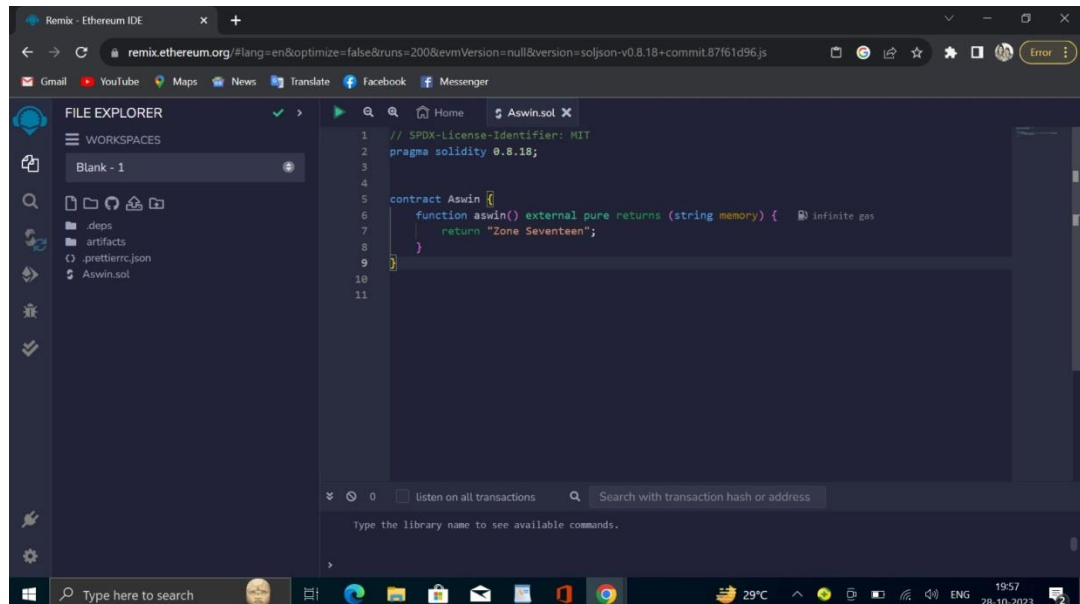 Remix - Ethereum IDE
remix.ethereum.org/#lang=en&optimize=false&runs=200&evmVersion=null&version=soljson-v0.8.18+commit.87f61d96.js
Error
Gmail YouTube Maps News Translate Facebook Messenger
FILE EXPLORER
WORKSPACES
Blank - 1
.deps
artifacts
.prettierrc.json
Aswin.sol
Home Aswin.sol
1 // SPDX-License-Identifier: MIT
2 pragma solidity 0.8.18;
3
4
5 contract Aswin {
6 function aswin() external pure returns (string memory) { infinite gas
7 return "Zone Seventeen";
8 }
9 }
10
11
0 listen on all transactions Search with transaction hash or address
Type the library name to see available commands.
>
Type here to search
29°C ENG
19:57
28-10-2023
2